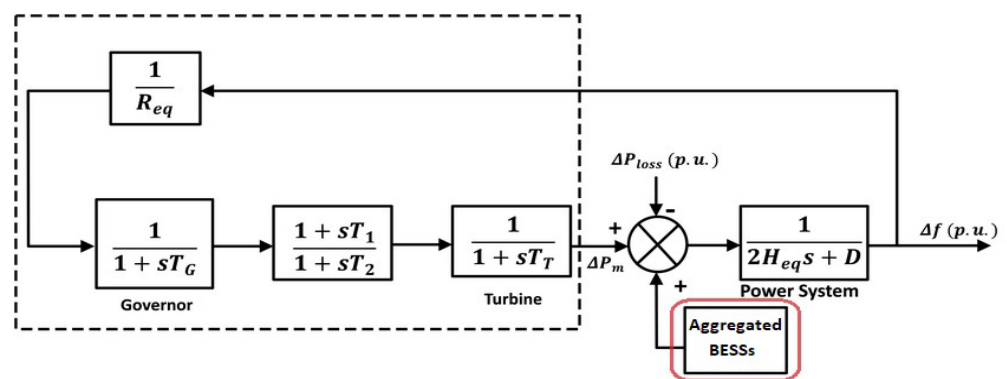 1
R_eq
ΔP_loss (p.u.)
-
1
1 + sT_G
Governor
1 + sT_1
1 + sT_2
1
1 + sT_T
Turbine
+
ΔP_m
+
1
2H_eq s + D
Power System
Δf (p.u.)
Aggregated
BESSs